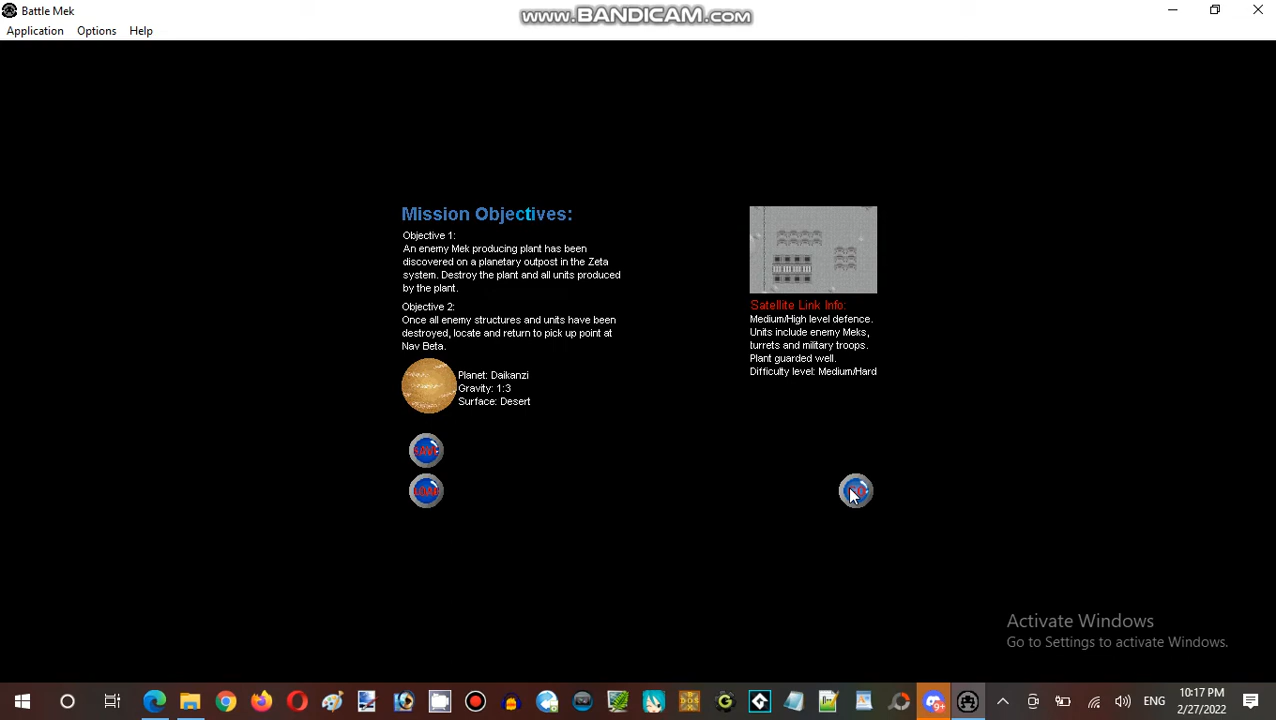 Battle Mek
www.BANDICAM.com
Application Options Help
Mission Objectives:
Objective 1:
An enemy Mek producing plant has been
discovered on a planetary outpost in the Zeta
system. Destroy the plant and all units produced
by the plant.
Objective 2:
Once all enemy structures and units have been
destroyed, locate and return to pick up point at
Nav Beta.
Planet: Daikanzi
Gravity: 1:3
Surface: Desert
SAVE
LOAD
Satellite Link Info:
Medium/High level defence.
Units include enemy Meks,
turrets and military troops.
Plant guarded well.
Difficulty level: Medium/Hard
Activate Windows
Go to Settings to activate Windows.
ENG
10:17 PM
2/27/2022